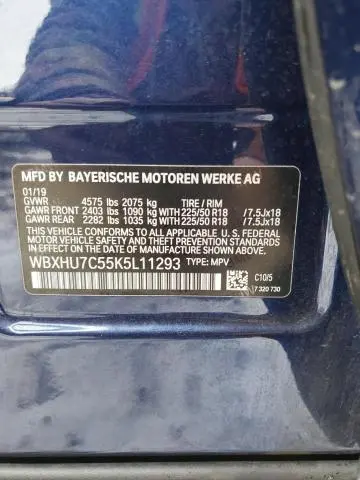 MFD BY BAYERISCHE MOTOREN WERKE AG
01/19
GVWR 4575 lbs 2075 kg TIRE / RIM
GAWR FRONT 2403 lbs 1090 kg WITH 225/50 R18 /7.5Jx18
GAWR REAR 2282 lbs 1035 kg WITH 225/50 R18 /7.5Jx18
THIS VEHICLE CONFORMS TO ALL APPLICABLE
U.S. FEDERAL MOTOR VEHICLE SAFETY, BUMPER, AND
THEFT PREVENTION STANDARDS IN EFFECT ON THE
DATE OF MANUFACTURE SHOWN ABOVE.
WBXHU7C55K5L11293 TYPE: MPV
C10/5
7 320 730